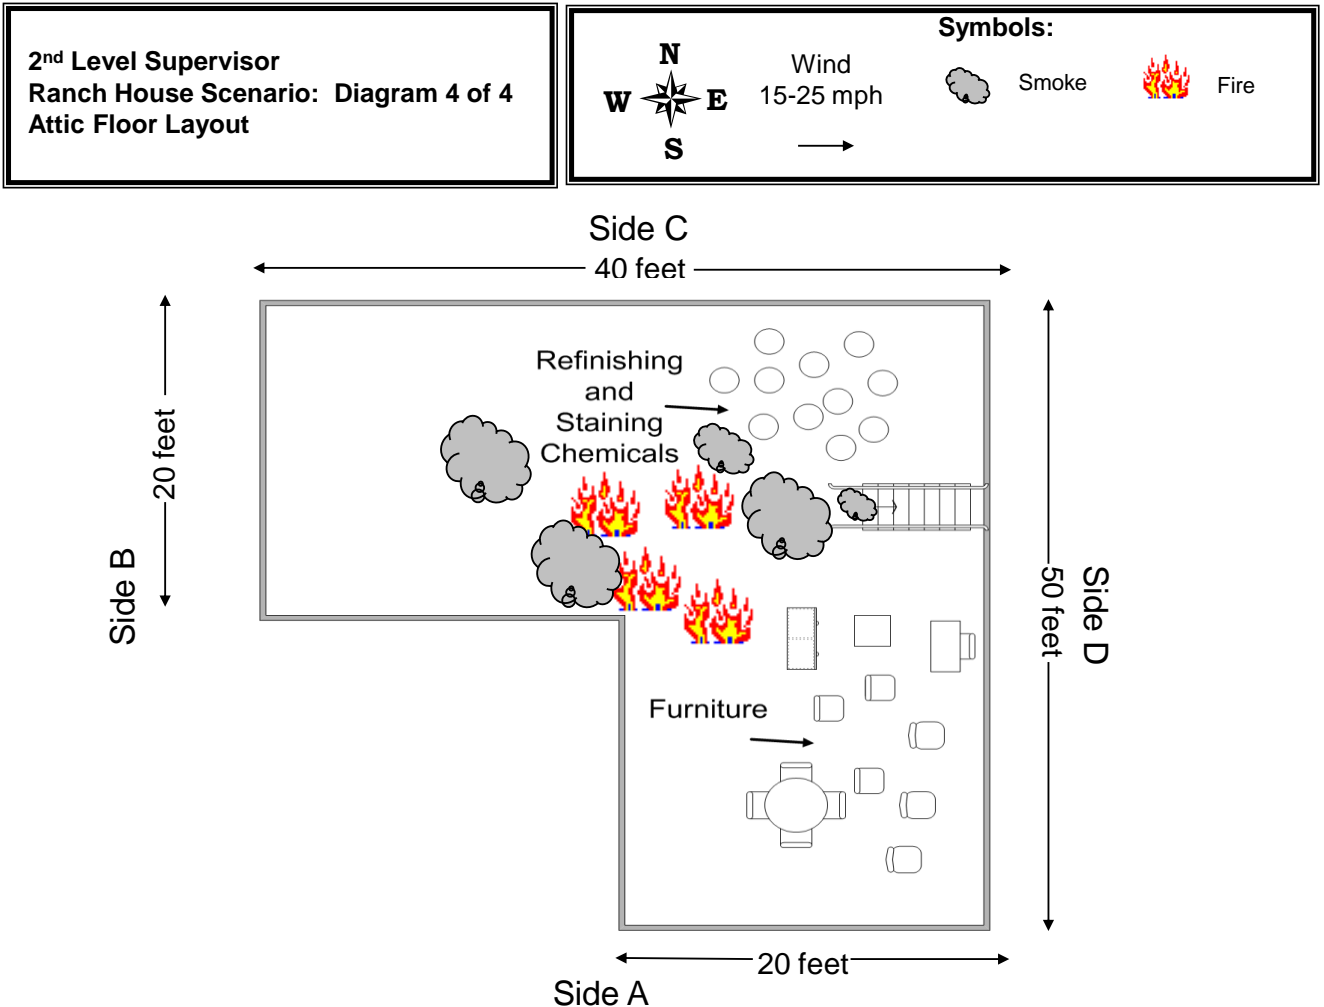 2nd Level Supervisor
Ranch House Scenario: Diagram 4 of 4
Attic Floor Layout
N
W
E
S
Wind
15-25 mph
Symbols:
Smoke
Fire
Side C
40 feet
20 feet
Side B
Refinishing
and
Staining
Chemicals
50 feet
Side D
Furniture
20 feet
Side A